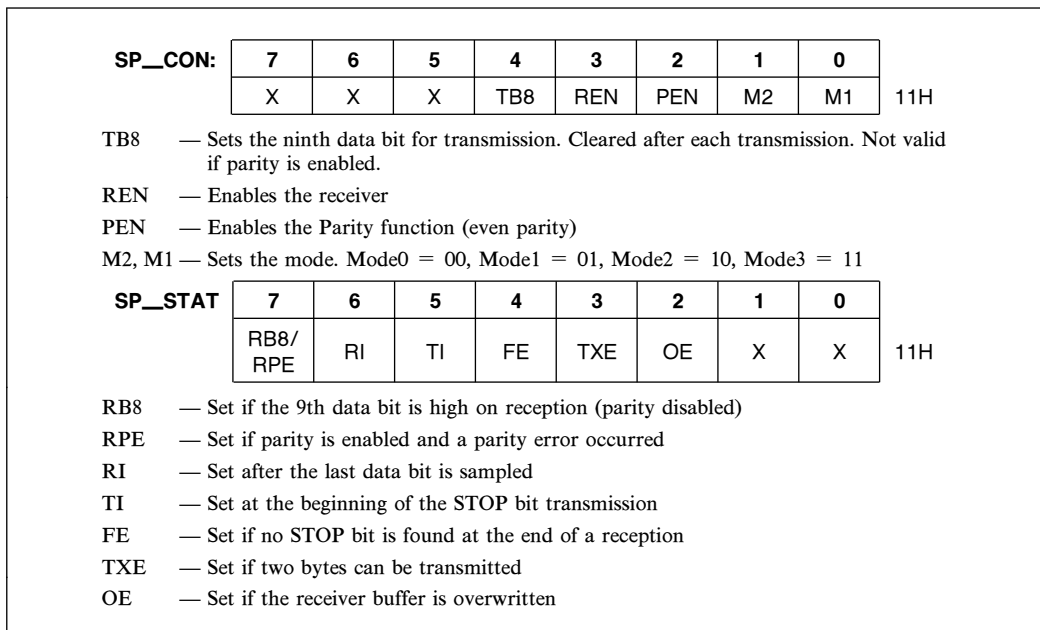 SP__CON: 7 6 5 4 3 2 1 0
X X X TB8 REN PEN M2 M1 11H
TB8 — Sets the ninth data bit for transmission. Cleared after each transmission. Not valid
if parity is enabled.
REN — Enables the receiver
PEN — Enables the Parity function (even parity)
M2, M1 — Sets the mode. Mode0 = 00, Mode1 = 01, Mode2 = 10, Mode3 = 11
SP__STAT 7 6 5 4 3 2 1 0
RB8/
RPE RI TI FE TXE OE X X 11H
RB8 — Set if the 9th data bit is high on reception (parity disabled)
RPE — Set if parity is enabled and a parity error occurred
RI — Set after the last data bit is sampled
TI — Set at the beginning of the STOP bit transmission
FE — Set if no STOP bit is found at the end of a reception
TXE — Set if two bytes can be transmitted
OE — Set if the receiver buffer is overwritten